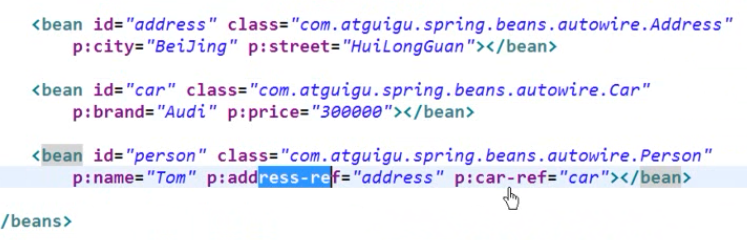 <bean id="address" class="com.atguigu.spring.beans.autowire.Address"
p:city="BeiJing" p:street="HuiLongGuan"></bean>
<bean id="car" class="com.atguigu.spring.beans.autowire.Car"
p:brand="Audi" p:price="300000"></bean>
<bean id="person" class="com.atguigu.spring.beans.autowire.Person"
p:name="Tom" p:address-ref="address" p:car-ref="car"></bean>
/beans>